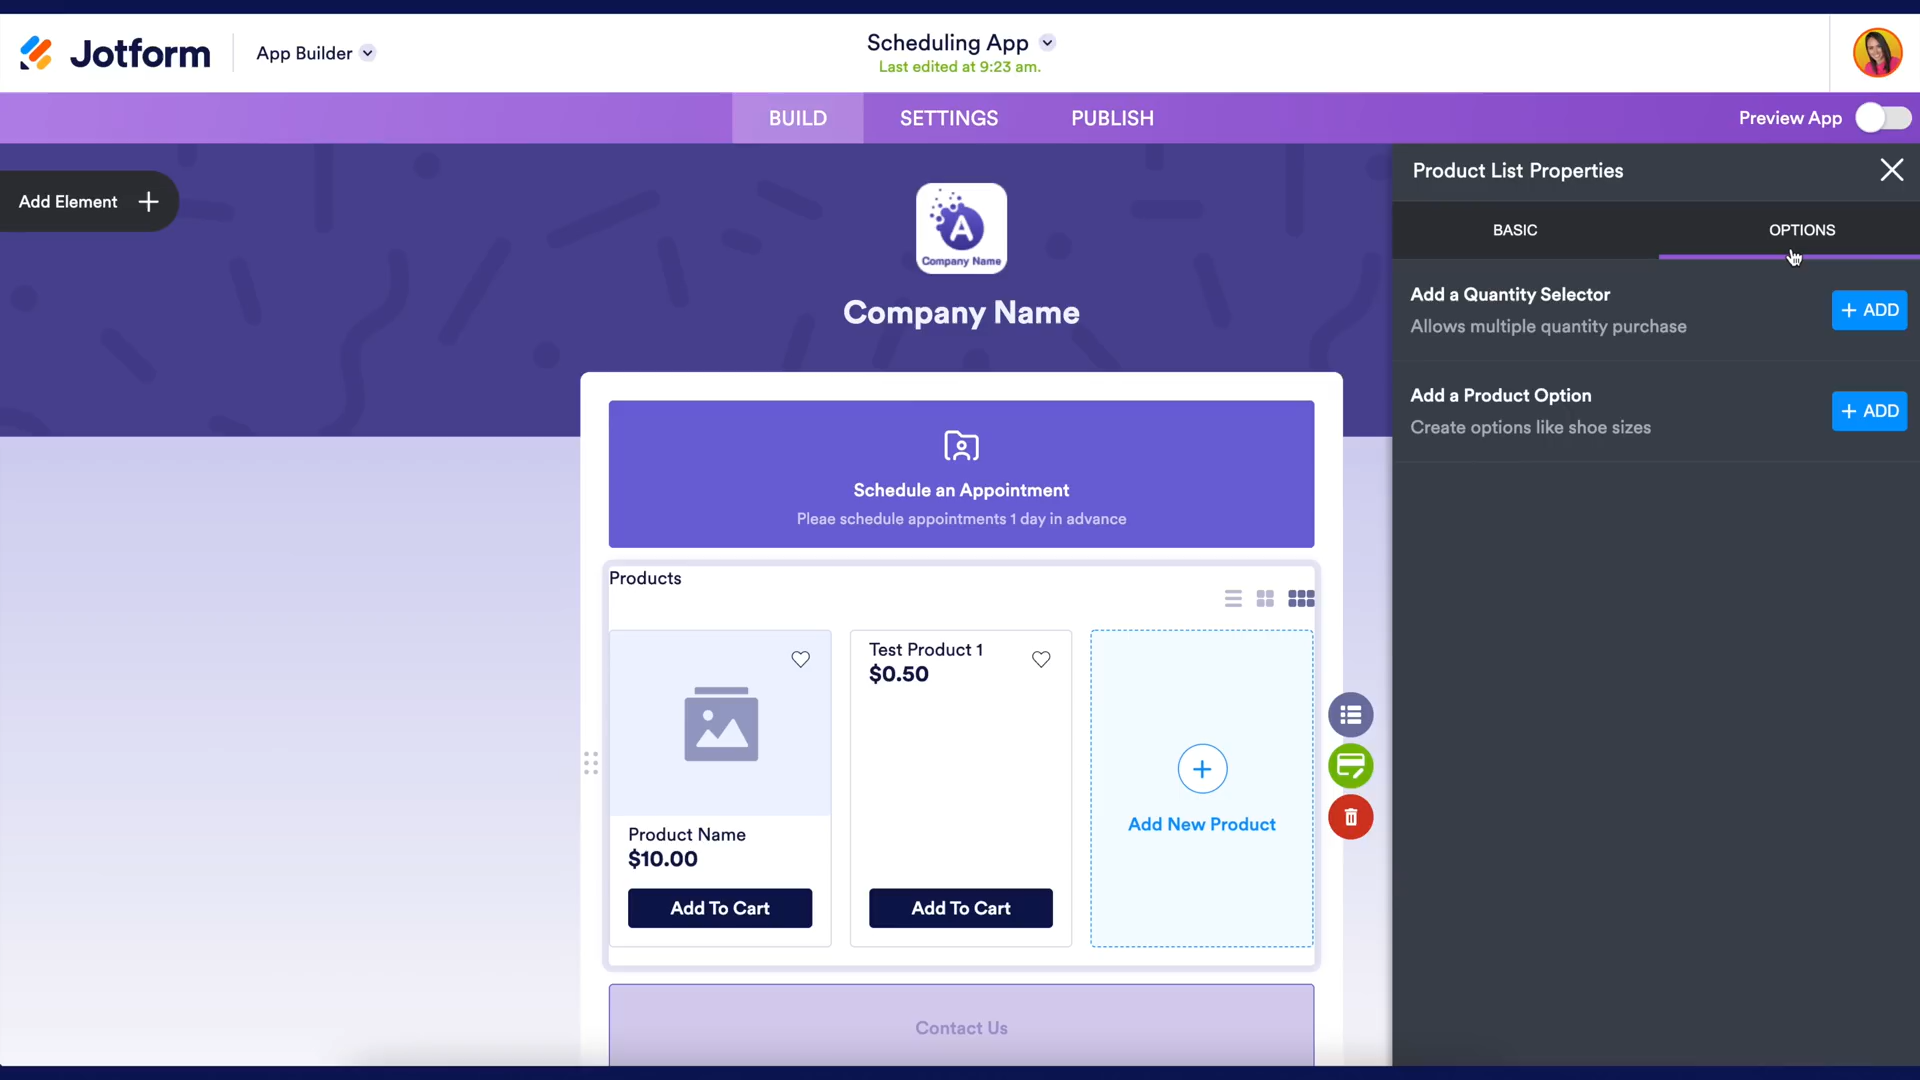 Jotform
App Builder
Scheduling App
Last edited at 9:23 am.
BUILD
SETTINGS
PUBLISH
Preview App
Add Element
A
Company Name
Company Name
Product List Properties
BASIC
OPTIONS
Add a Quantity Selector
Allows multiple quantity purchase
+ ADD
Add a Product Option
Create options like shoe sizes
+ ADD
Schedule an Appointment
Pleae schedule appointments 1 day in advance
Products
Product Name
$10.00
Add To Cart
Test Product 1
$0.50
Add To Cart
Add New Product
Contact Us